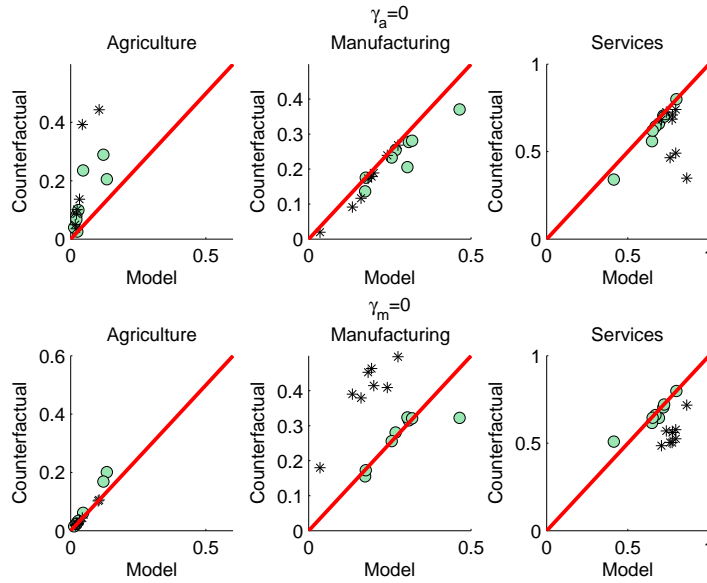 γa=0
Agriculture
Manufacturing
Services
Counterfactual
0.4
0.2
0
0
0.5
Model
Counterfactual
0.4
0.3
0.2
0.1
0
0
0.5
Model
Counterfactual
1
0.5
0
0
0.5
1
Model
γm=0
Agriculture
Manufacturing
Services
Counterfactual
0.6
0.4
0.2
0
0
0.5
Model
Counterfactual
0.4
0.3
0.2
0.1
0
0
0.5
Model
Counterfactual
1
0.5
0
0
0.5
1
Model